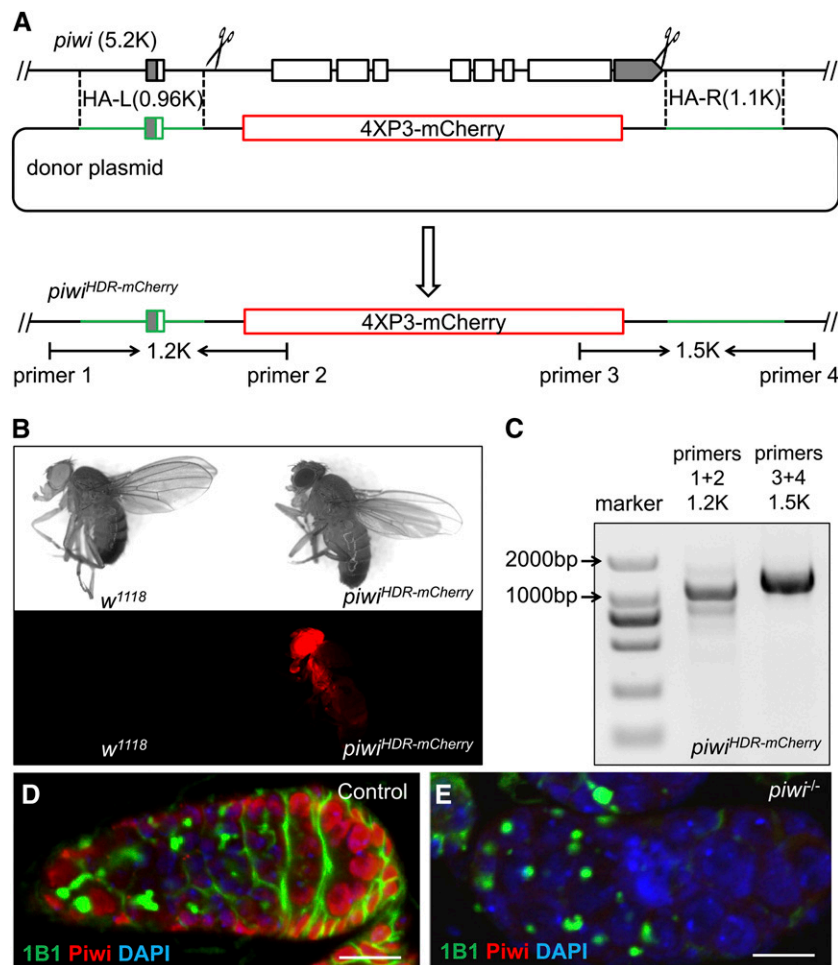 A
piwi (5.2K)
//
//
HA-L(0.96K)
HA-R(1.1K)
4XP3-mCherry
donor plasmid
piwiHDR-mCherry
//
4XP3-mCherry
//
1.2K
1.5K
primer 1
primer 2
primer 3
primer 4
B
w1118
piwiHDR-mCherry
w1118
piwiHDR-mCherry
C
primers
1+2
1.2K
primers
3+4
1.5K
marker
2000bp
1000bp
piwiHDR-mCherry
D
Control
1B1 Piwi DAPI
E
piwi-/-
1B1 Piwi DAPI